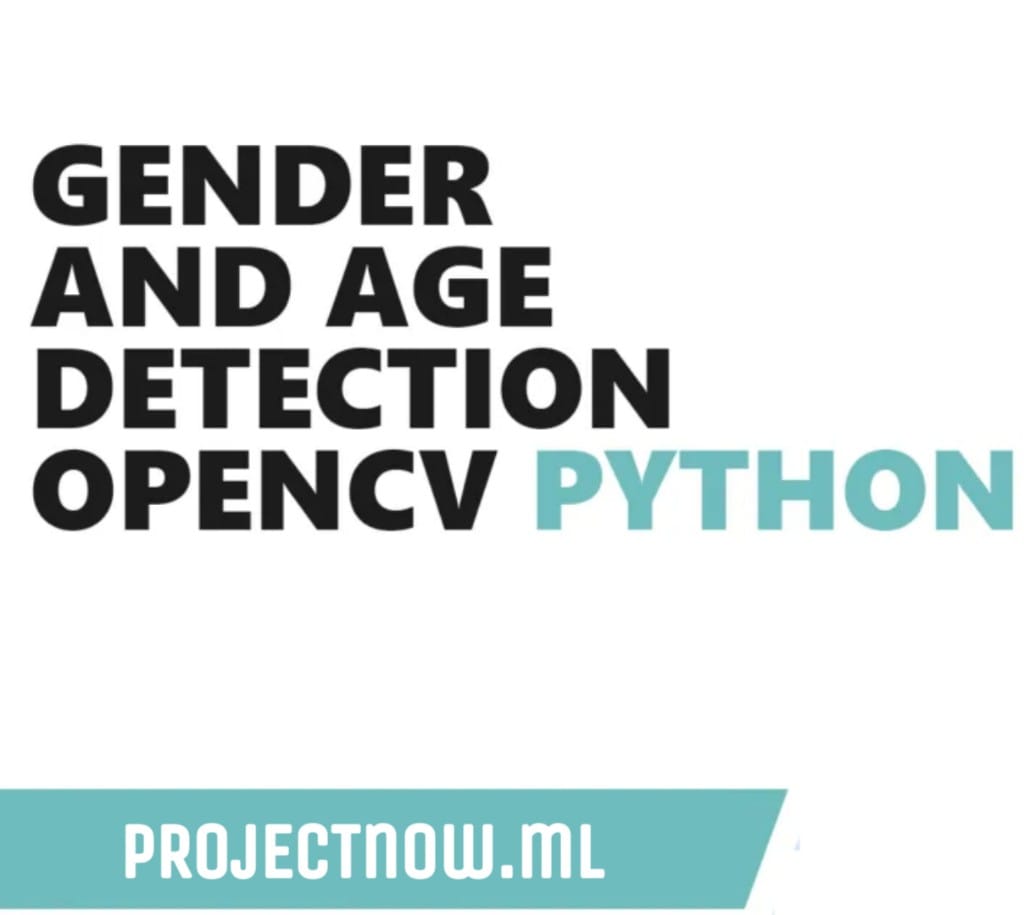 GENDER
AND AGE
DETECTION
OPENCV PYTHON
PROJECTNOW.ML